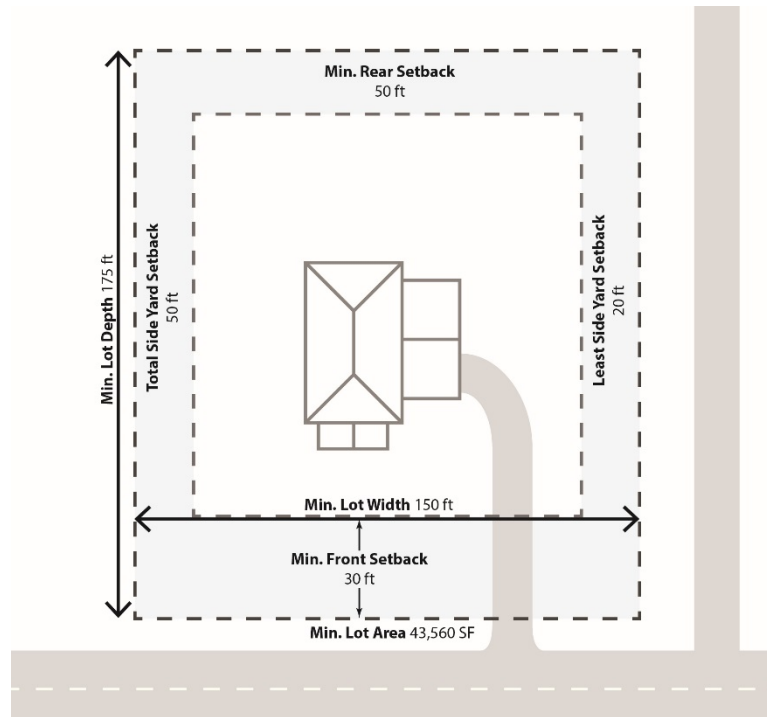 Min. Rear Setback
50 ft
Min. Lot Depth 175 ft
Total Side Yard Setback
50 ft
Least Side Yard Setback
20 ft
Min. Lot Width 150 ft
Min. Front Setback
30 ft
Min. Lot Area 43,560 SF